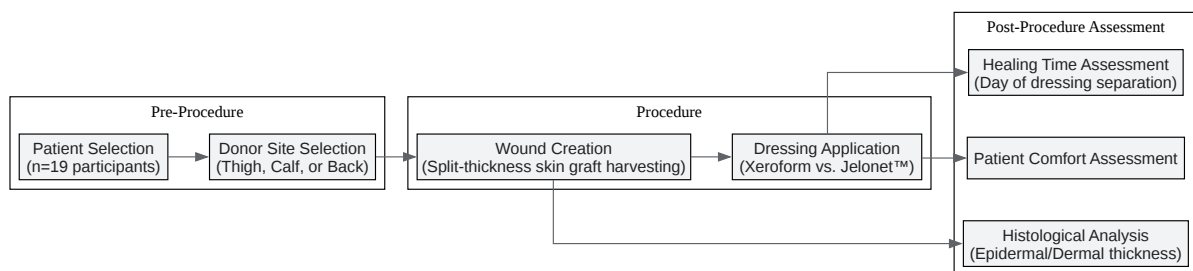 Pre-Procedure
Patient Selection
(n=19 participants)
Donor Site Selection
(Thigh, Calf, or Back)
Procedure
Wound Creation
(Split-thickness skin graft harvesting)
Dressing Application
(Xeroform vs. Jelonet™)
Post-Procedure Assessment
Healing Time Assessment
(Day of dressing separation)
Patient Comfort Assessment
Histological Analysis
(Epidermal/Dermal thickness)